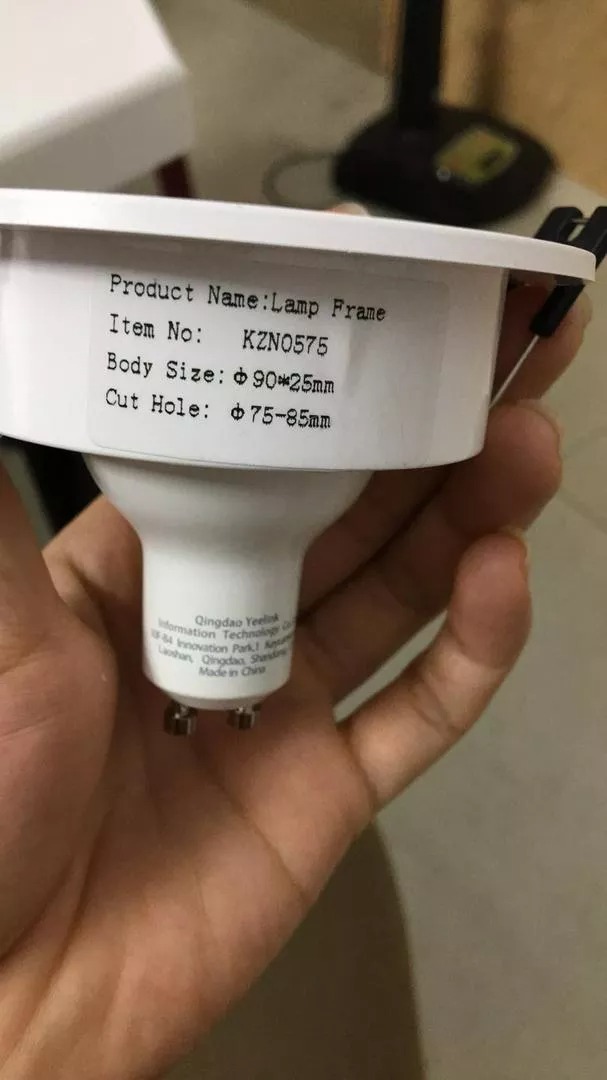 Product Name:Lamp Frame
Item No: KZN0575
Body Size:Φ90*25mm
Cut Hole: Φ75-85mm
Qingdao Yeelink
Information Technology Co.
Innovation Park,1
Laoshan, Qingdao,
Made in China